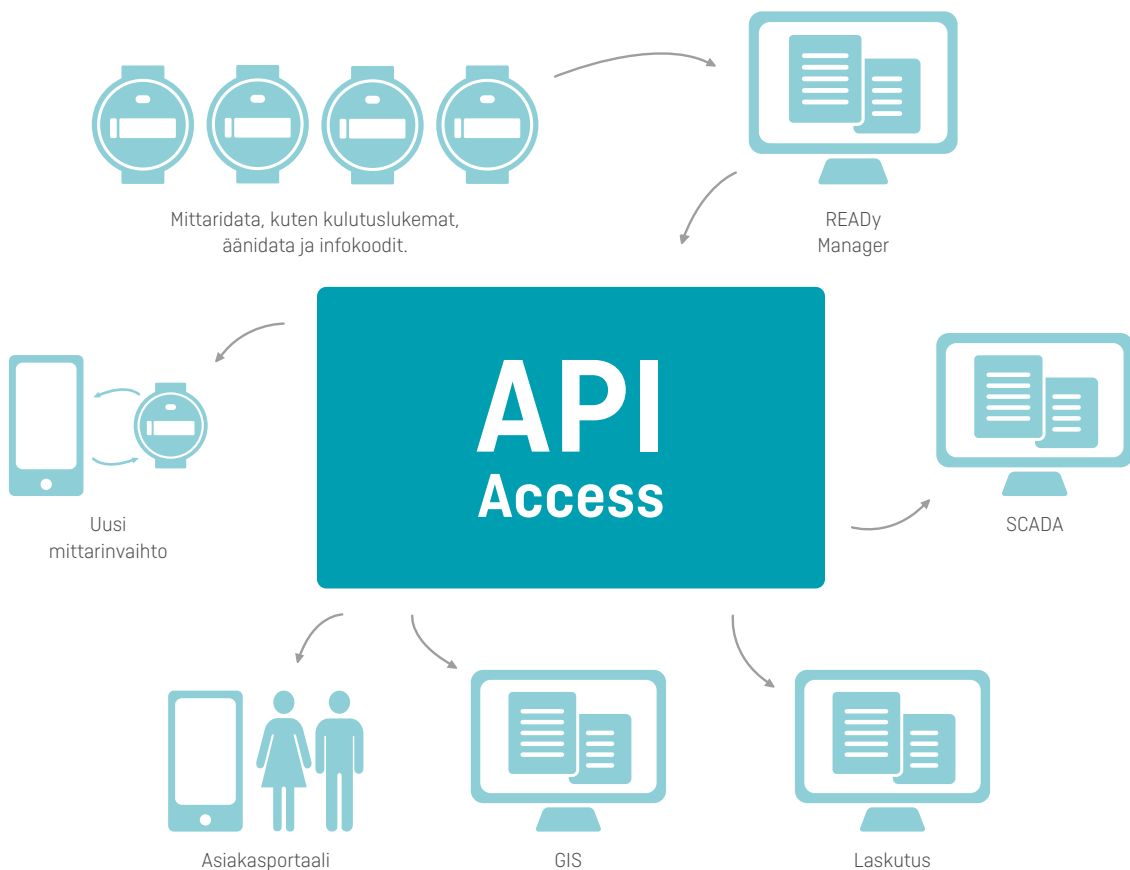 Mittaridata, kuten kulutuslukemat,
äänidata ja infokoodit.
READy
Manager
API
Access
Uusi
mittarinvaihto
SCADA
Asiakasportaali
GIS
Laskutus